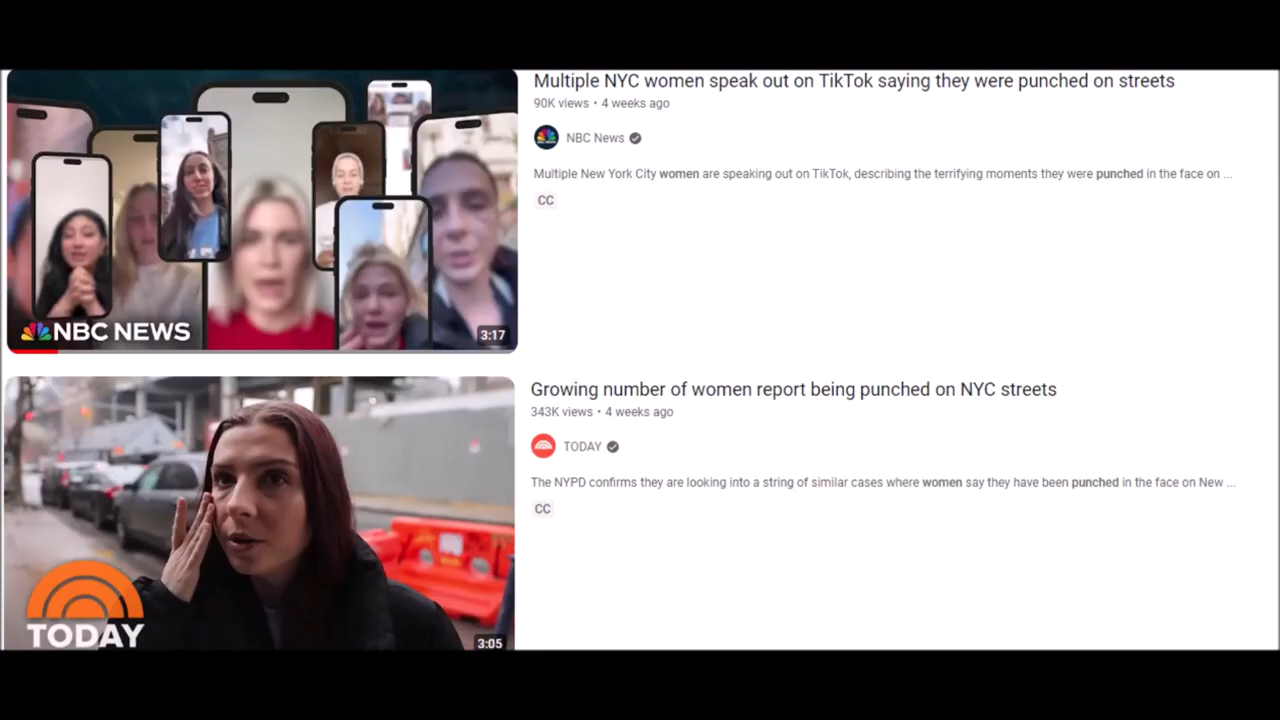 Multiple NYC women speak out on TikTok saying they were punched on streets
90K views • 4 weeks ago
NBC News
Multiple New York City women are speaking out on TikTok, describing the terrifying moments they were punched in the face on ...
CC
NBC NEWS
3:17
Growing number of women report being punched on NYC streets
343K views • 4 weeks ago
TODAY
The NYPD confirms they are looking into a string of similar cases where women say they have been punched in the face on New ...
CC
TODAY
3:05